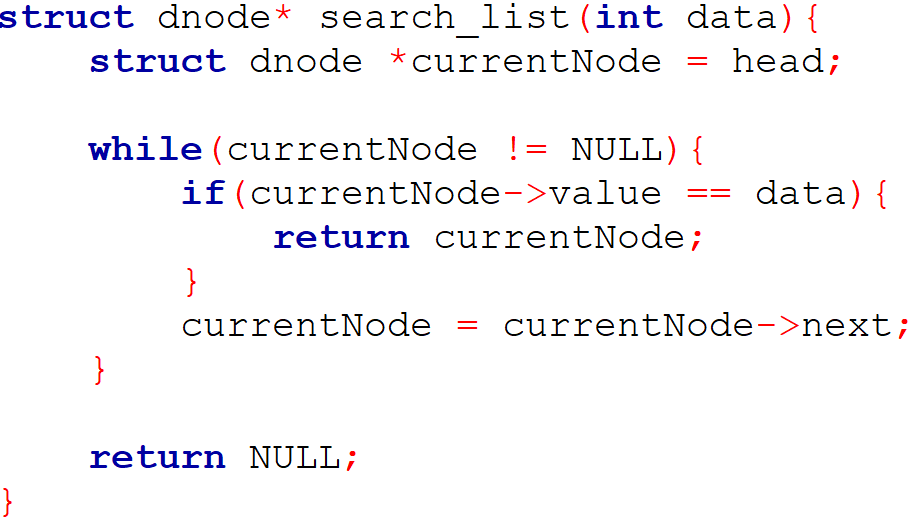 struct dnode* search_list(int data){
    struct dnode *currentNode = head;

    while(currentNode != NULL){
        if(currentNode->value == data){
            return currentNode;
        }
        currentNode = currentNode->next;
    }

    return NULL;
}